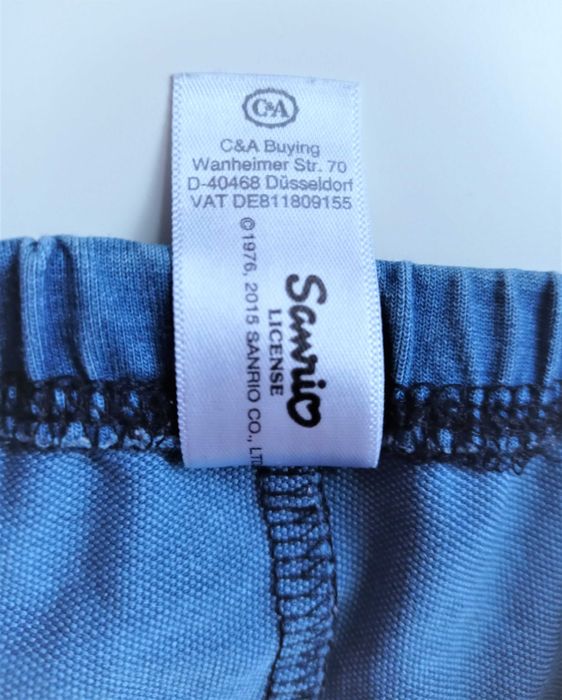 C&A
C&A Buying
Wanheimer Str. 70
D-40468 Düsseldorf
VAT DE811809155
Sanrio
LICENSE
©1976, 2015 SANRIO CO., LTD